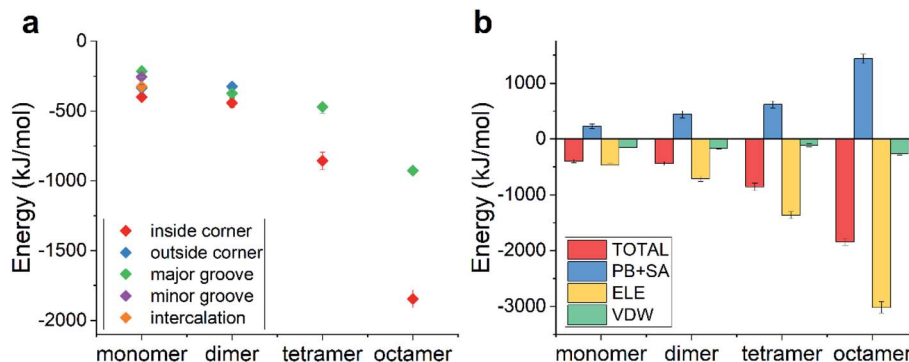 a
0
-500
-1000
-1500
-2000
Energy (kJ/mol)
inside corner
outside corner
major groove
minor groove
intercalation
monomer dimer tetramer octamer
b
1000
0
-1000
-2000
-3000
Energy (kJ/mol)
TOTAL
PB+SA
ELE
VDW
monomer dimer tetramer octamer